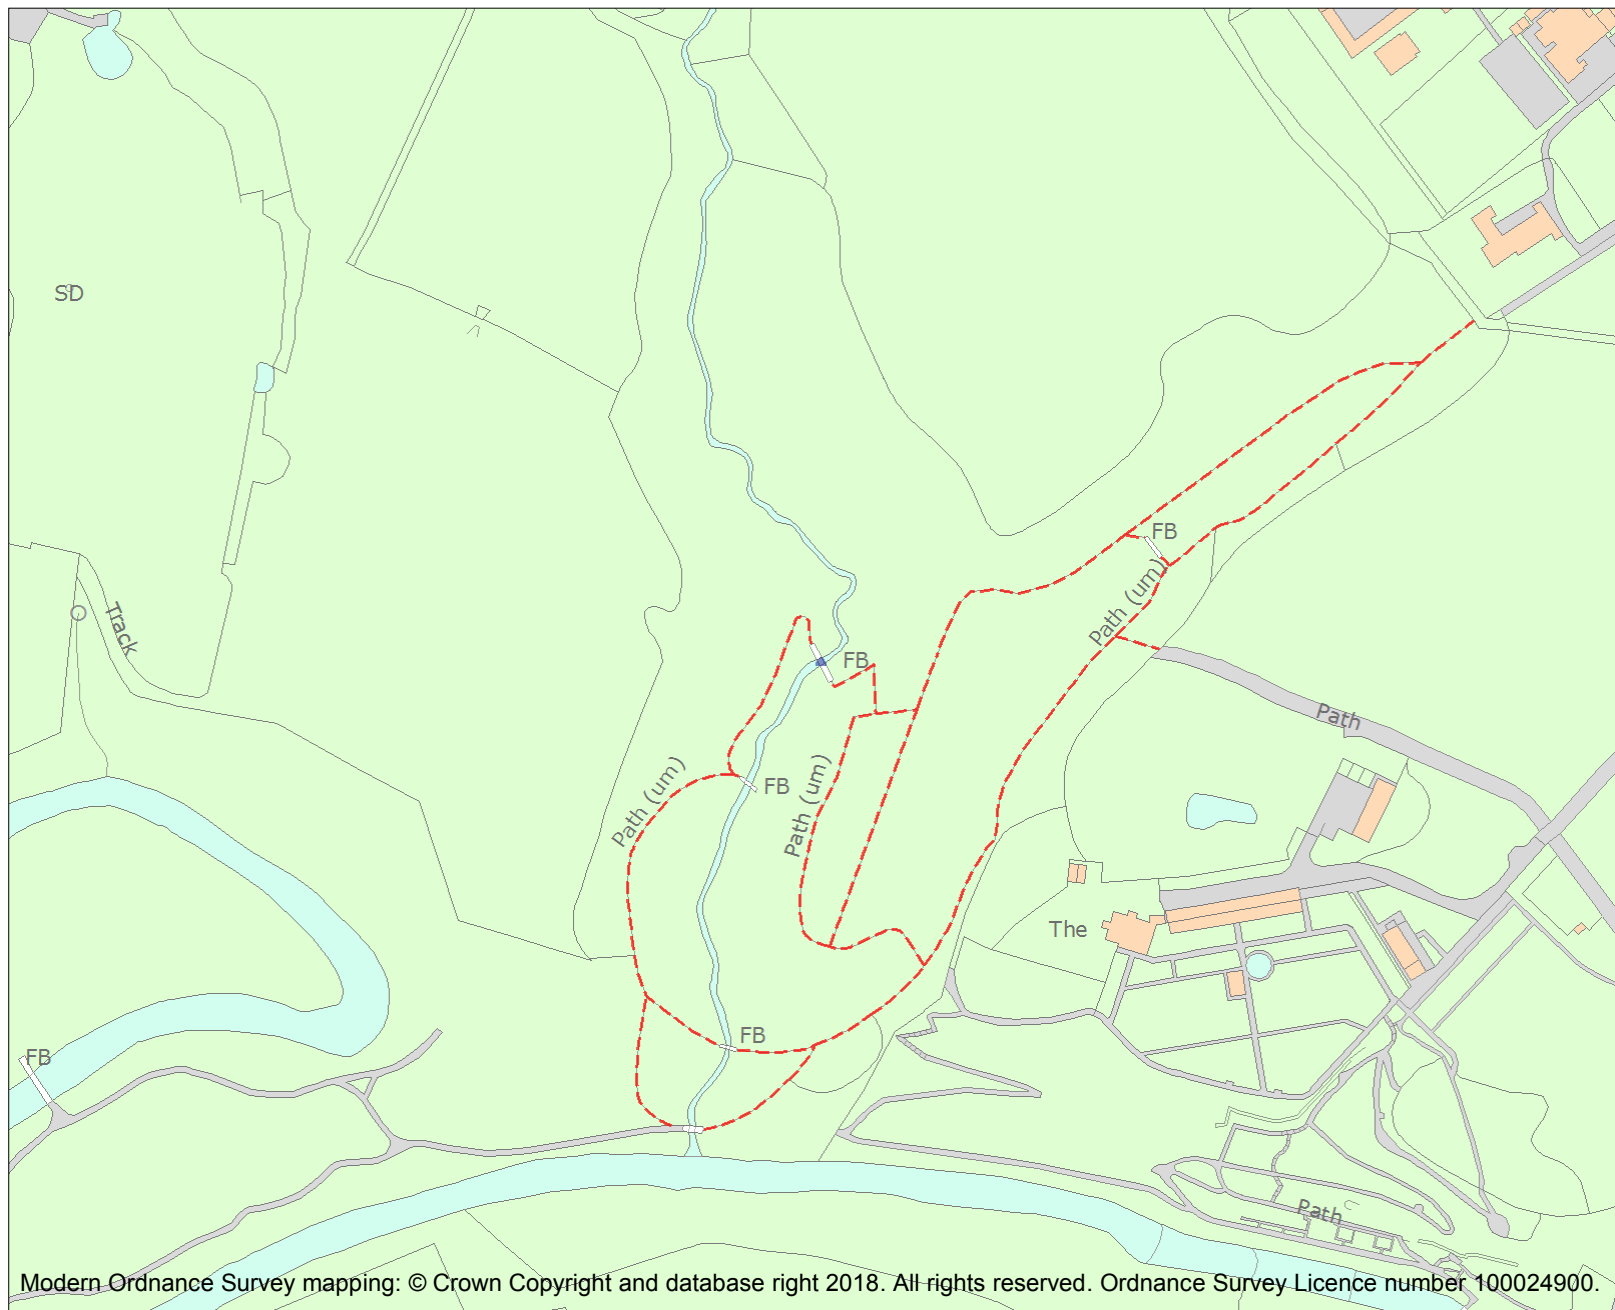 SD
FB
Track
FB
Path (um)
Path
Path (um)
FB
Path (um)
The
FB
FB
Path
Modern Ordnance Survey mapping: © Crown Copyright and database right 2018. All rights reserved. Ordnance Survey Licence number 100024900.